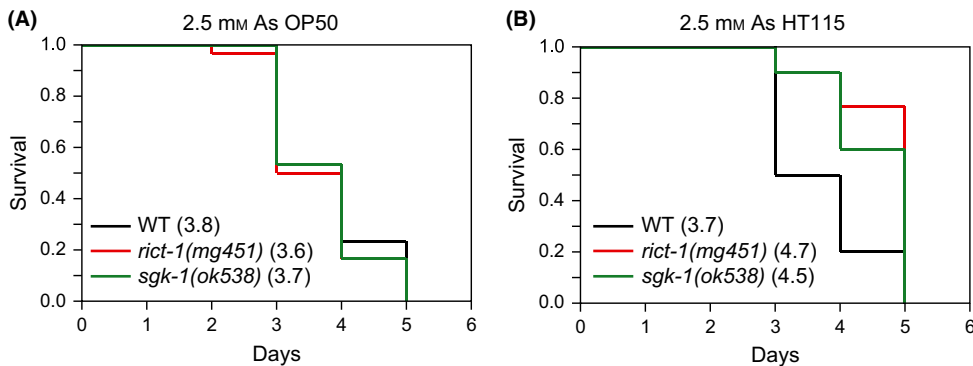 (A)
2.5 mM As OP50
Survival
1.0
0.8
0.6
0.4
0.2
0.0
WT (3.8)
rict-1(mg451) (3.6)
sgk-1(ok538) (3.7)
0 1 2 3 4 5 6
Days
(B)
2.5 mM As HT115
Survival
1.0
0.8
0.6
0.4
0.2
0.0
WT (3.7)
rict-1(mg451) (4.7)
sgk-1(ok538) (4.5)
0 1 2 3 4 5 6
Days